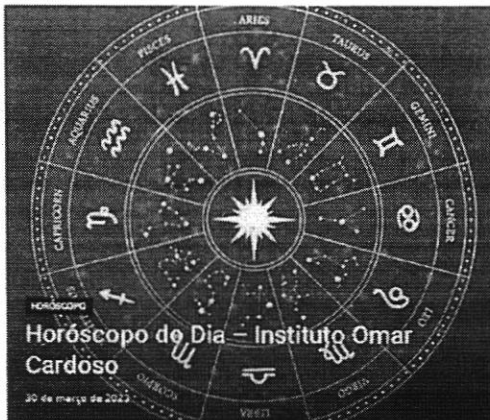 ARIES
PISCES
TAURUS
AQUARIUS
GEMINI
CAPRICORN
CANCER
LEO
HORÓSCOPO
Horóscopo do Dia – Instituto Omar
Cardoso
30 de março de 2023
SCORPIO
VIRGO
LIBRA